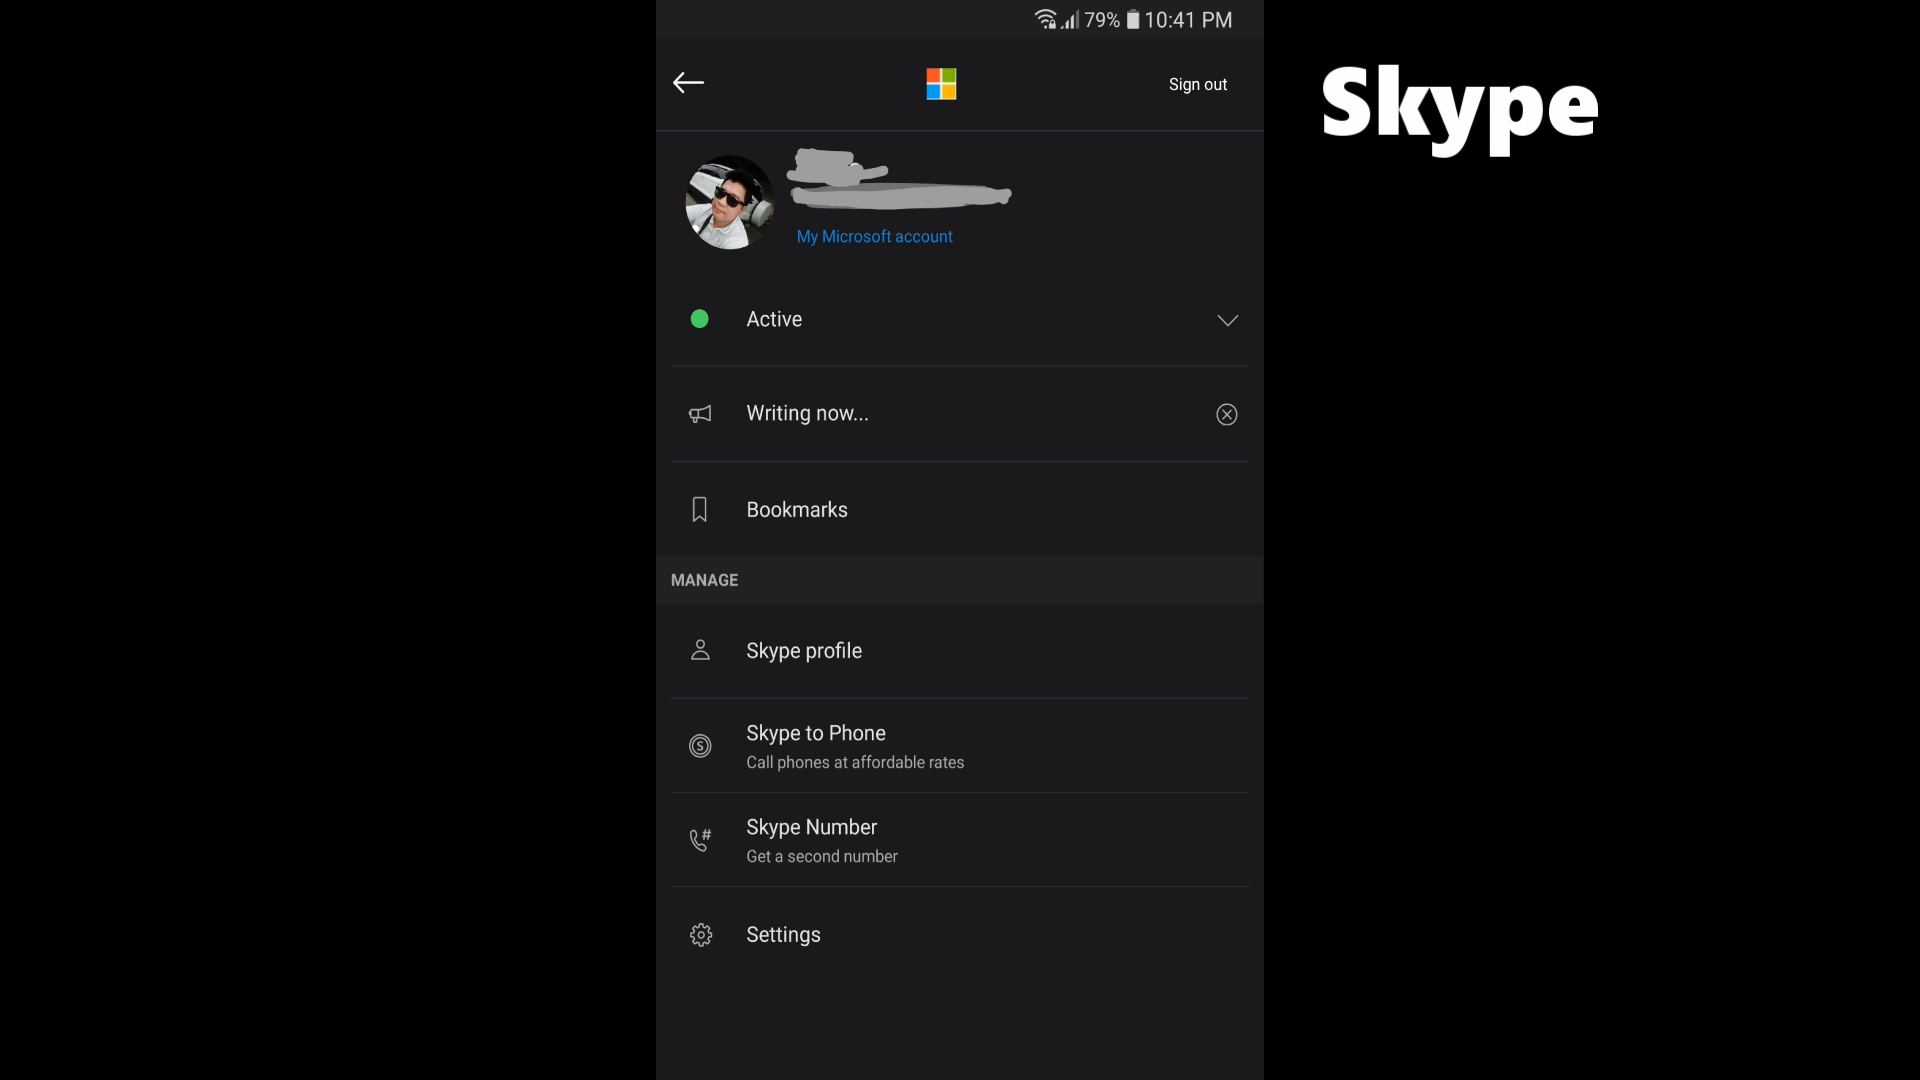 79% 10:41 PM
Sign out
Skype
My Microsoft account
Active
Writing now...
Bookmarks
MANAGE
Skype profile
Skype to Phone
Call phones at affordable rates
Skype Number
Get a second number
Settings